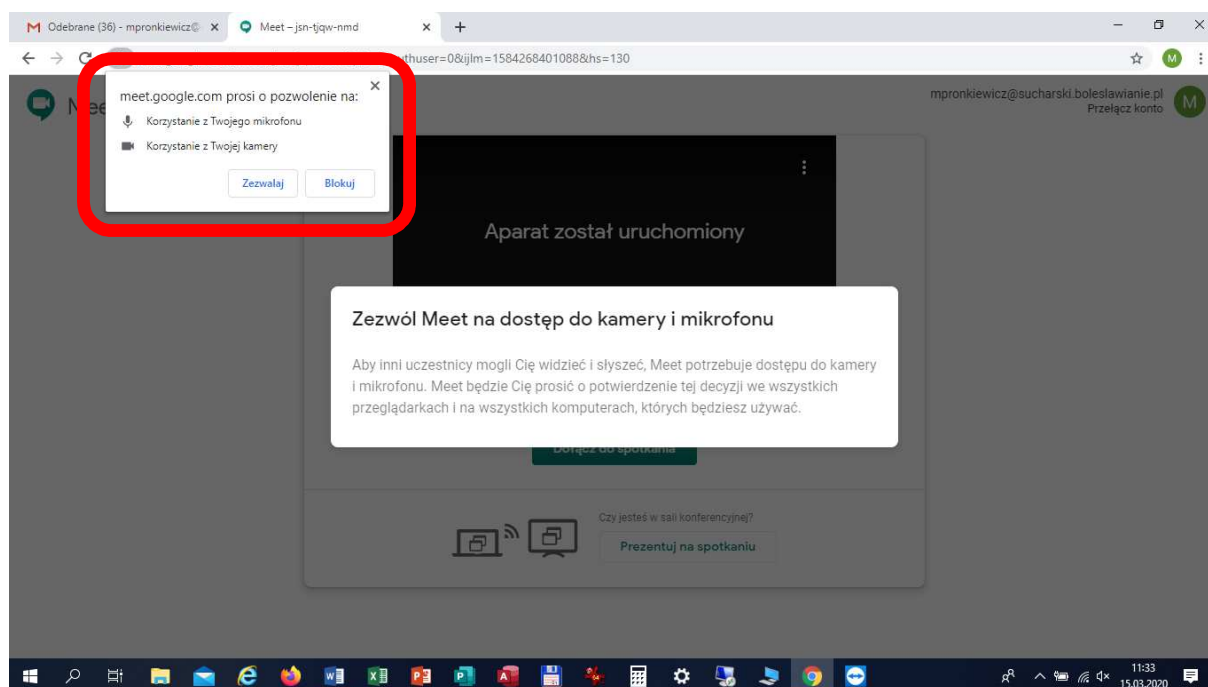 Odebrane (36) - mpronkiewicz@
Meet – jsn-tjqw-nmd
thuser=0&ijlm=1584268401088&hs=130
M
meet.google.com prosi o pozwolenie na:
Korzystanie z Twojego mikrofonu
Korzystanie z Twojej kamery
Zezwalaj
Blokuj
mpronkiewicz@sucharski.boleslawianie.pl
Przełącz konto
M
Aparat został uruchomiony
Zezwól Meet na dostęp do kamery i mikrofonu
Aby inni uczestnicy mogli Cię widzieć i słyszeć, Meet potrzebuje dostępu do kamery
i mikrofonu. Meet będzie Cię prosić o potwierdzenie tej decyzji we wszystkich
przeglądarkach i na wszystkich komputerach, których będziesz używać.
Dołącz do spotkania
Czy jesteś w sali konferencyjnej?
Prezentuj na spotkaniu
11:33
15.03.2020